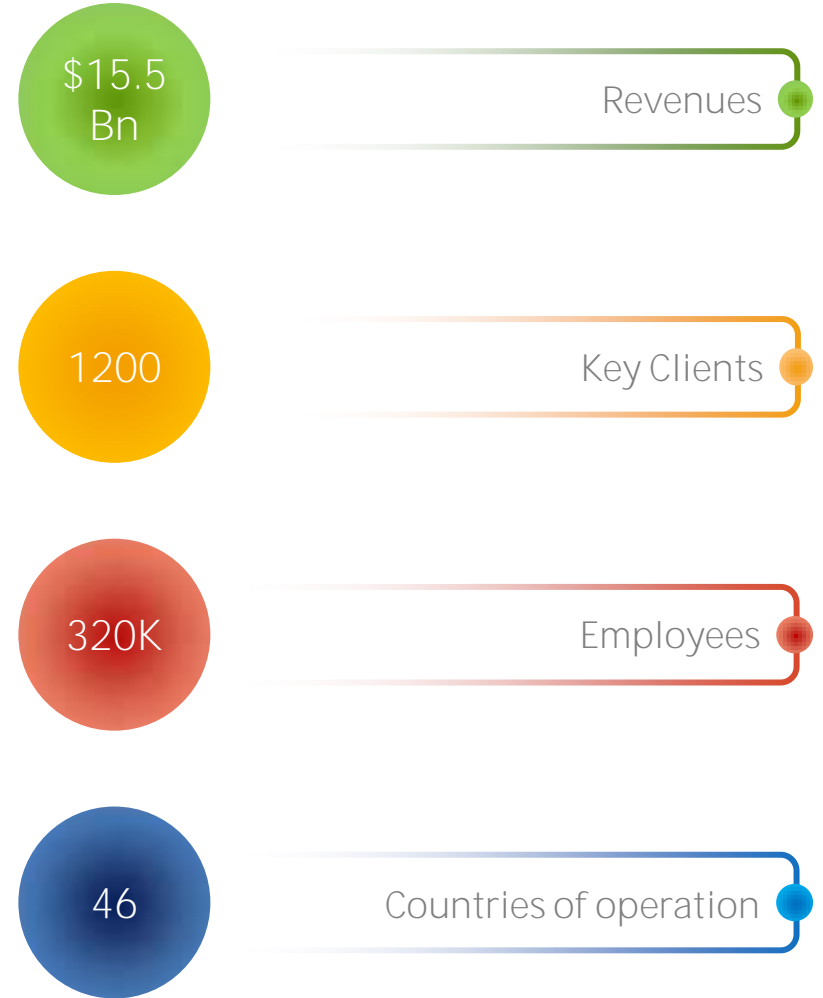 $15.5
Bn
Revenues
1200
Key Clients
320K
Employees
46
Countries of operation